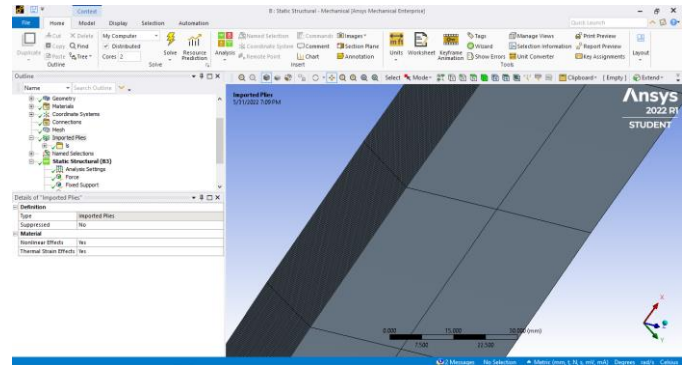 B : Static Structural - Mechanical [Ansys Mechanical Enterprise]
Context
File Home Model Display Selection Automation
Quick Launch
Duplicate
Cut
Delete
Copy
Find
Paste
Tree
Outline
My Computer
Distributed
Cores 2
Solve
Resource Prediction
Solve
Analysis
Named Selection
Coordinate System
Remote Point
Commands
Comment
Chart
Images
Section Plane
Annotation
Insert
Units
Worksheet
Keyframe Animation
Tags
Wizard
Show Errors
Manage Views
Selection Information
Unit Converter
Print Preview
Report Preview
Key Assignments
Tools
Layout
Outline
Name
Search Outline
Select
Mode
Clipboard
[ Empty ]
Extend
Geometry
Materials
Coordinate Systems
Connections
Mesh
Imported Plies
Named Selections
Static Structural (B3)
Analysis Settings
Force
Fixed Support
Details of "Imported Plies"
Definition
Type Imported Plies
Suppressed No
Material
Nonlinear Effects Yes
Thermal Strain Effects Yes
Imported Plies
1/11/2022 7:09 PM
Ansys
2022 R1
STUDENT
0.000 15.000 30.000 (mm)
7.500 22.500
X
Y
2 Messages No Selection Metric (mm, t, N, s, mV, mA) Degrees rad/s Celsius